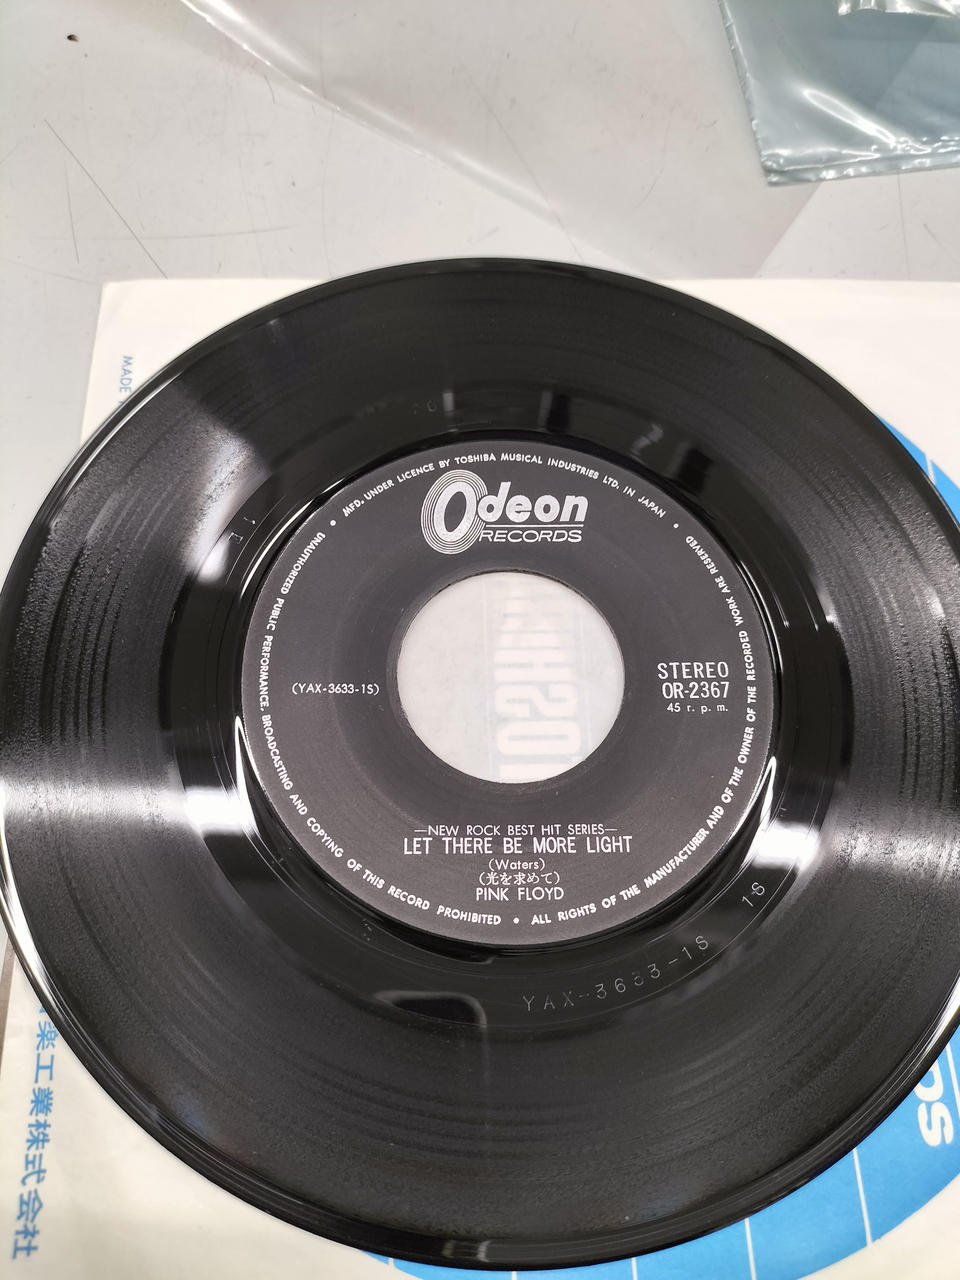 MADE
MFD. UNDER LICENCE BY TOSHIBA MUSICAL INDUSTRIES LTD. IN JAPAN
Odeon
RECORDS
(YAX-3633-1S)
STEREO
OR-2367
45 r. p. m.
—NEW ROCK BEST HIT SERIES—
LET THERE BE MORE LIGHT
(Waters)
(光を求めて)
PINK FLOYD
UNAUTHORIZED PUBLIC PERFORMANCE, BROADCASTING AND COPYING OF THIS RECORD PROHIBITED • ALL RIGHTS OF THE MANUFACTURER AND OF THE OWNER OF THE RECORDED WORK ARE RESERVED
YAX-3633-1S 1S
楽工業株式会社
DS